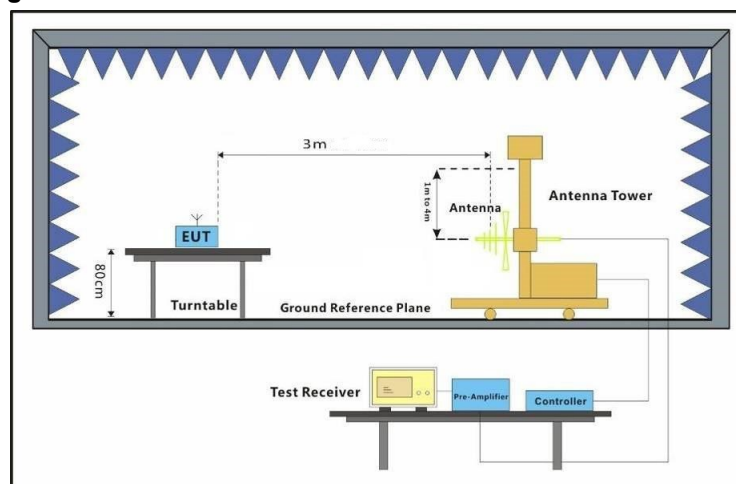 3m
1m to 4m
Antenna Tower
Antenna
EUT
80cm
Turntable
Ground Reference Plane
Test Receiver
Pre-Amplifier
Controller